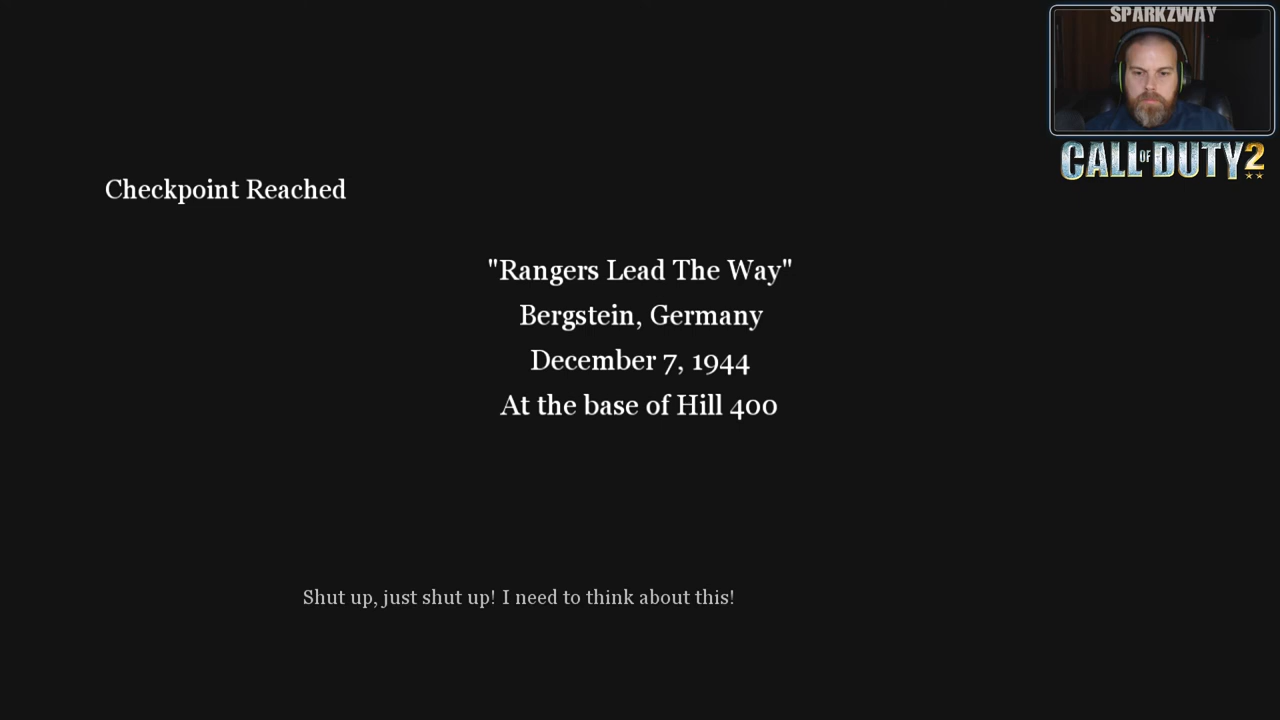 SPARKZWAY
CALL OF DUTY 2
Checkpoint Reached
"Rangers Lead The Way"
Bergstein, Germany
December 7, 1944
At the base of Hill 400
Shut up, just shut up! I need to think about this!